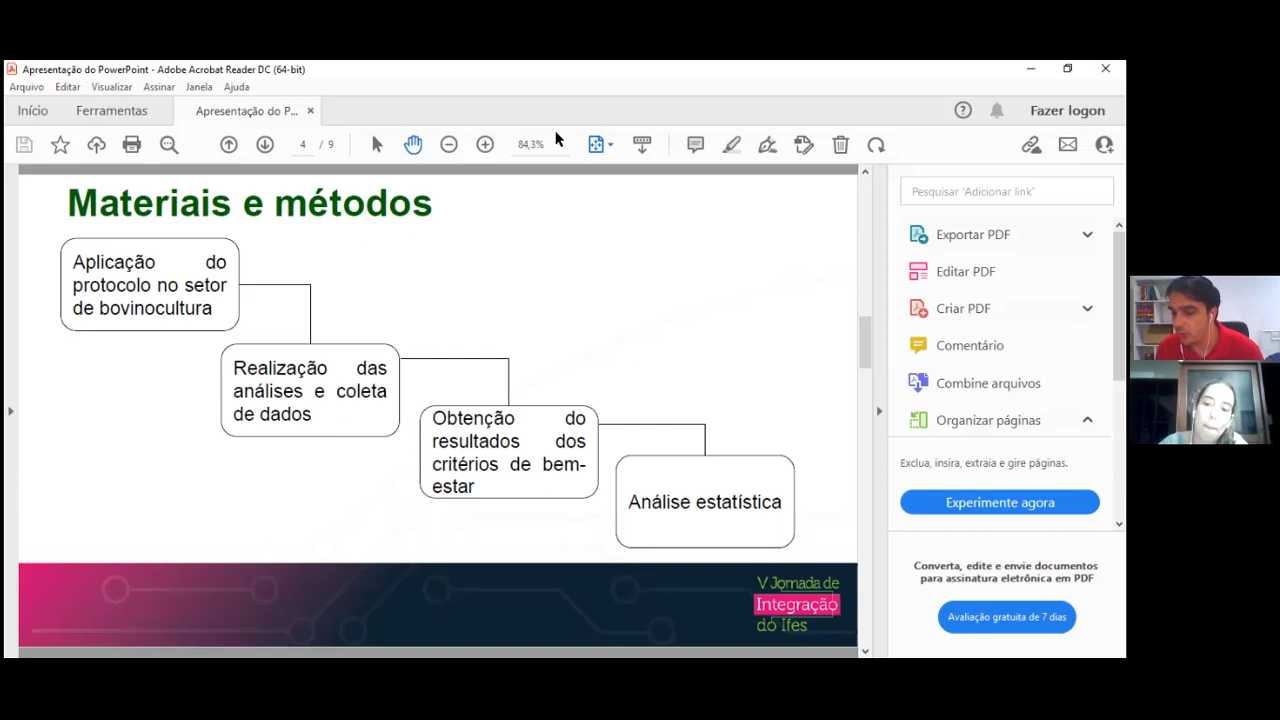 Apresentação do PowerPoint - Adobe Acrobat Reader DC (64-bit)
Arquivo Editar Visualizar Assinar Janela Ajuda
Início Ferramentas Apresentação do P... × Fazer logon
4 / 9 84,3%
Materiais e métodos
Aplicação do
protocolo no setor
de bovinocultura
Realização das
análises e coleta
de dados
Obtenção do
resultados dos
critérios de bem-
estar
Análise estatística
V Jornada de
Integração
do Ifes
Pesquisar 'Adicionar link'
Exportar PDF
Editar PDF
Criar PDF
Comentário
Combine arquivos
Organizar páginas
Exclua, insira, extraia e gire páginas.
Experimente agora
Converta, edite e envie documentos
para assinatura eletrônica em PDF
Avaliação gratuita de 7 dias